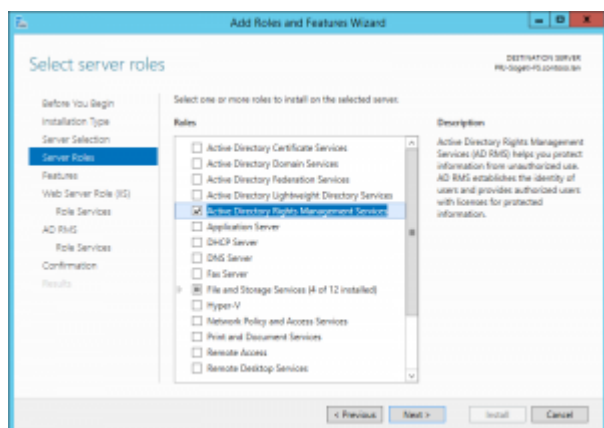 Add Roles and Features Wizard
Select server roles
DESTINATION SERVER
Before You Begin
Installation Type
Server Selection
Server Roles
Features
Web Server Role (IIS)
Role Services
AD RMS
Role Services
Confirmation
Results
Select one or more roles to install on the selected server.
Roles
Active Directory Certificate Services
Active Directory Domain Services
Active Directory Federation Services
Active Directory Lightweight Directory Services
Active Directory Rights Management Services
Application Server
DHCP Server
DNS Server
Fax Server
File and Storage Services (4 of 12 installed)
Hyper-V
Network Policy and Access Services
Print and Document Services
Remote Access
Remote Desktop Services
Description
Active Directory Rights Management
Services (AD RMS) helps you protect
information from unauthorized use.
AD RMS establishes the identity of
users and provides authorized users
with licenses for protected
information.
< Previous
Next >
Install
Cancel